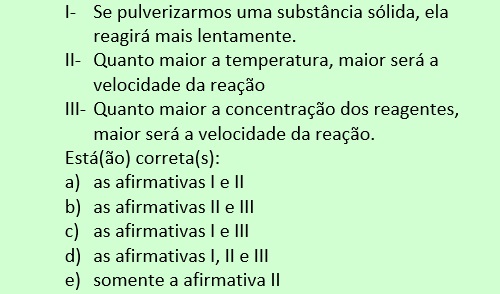 I- Se pulverizarmos uma substância sólida, ela
reagirá mais lentamente.
II- Quanto maior a temperatura, maior será a
velocidade da reação
III- Quanto maior a concentração dos reagentes,
maior será a velocidade da reação.
Está(ão) correta(s):
a) as afirmativas I e II
b) as afirmativas II e III
c) as afirmativas I e III
d) as afirmativas I, II e III
e) somente a afirmativa II